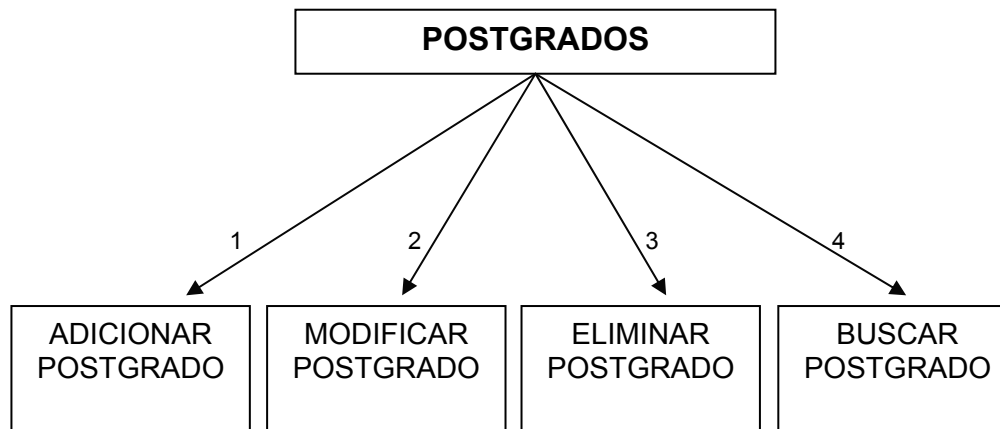 POSTGRADOS
1
2
3
4
ADICIONAR
POSTGRADO
MODIFICAR
POSTGRADO
ELIMINAR
POSTGRADO
BUSCAR
POSTGRADO